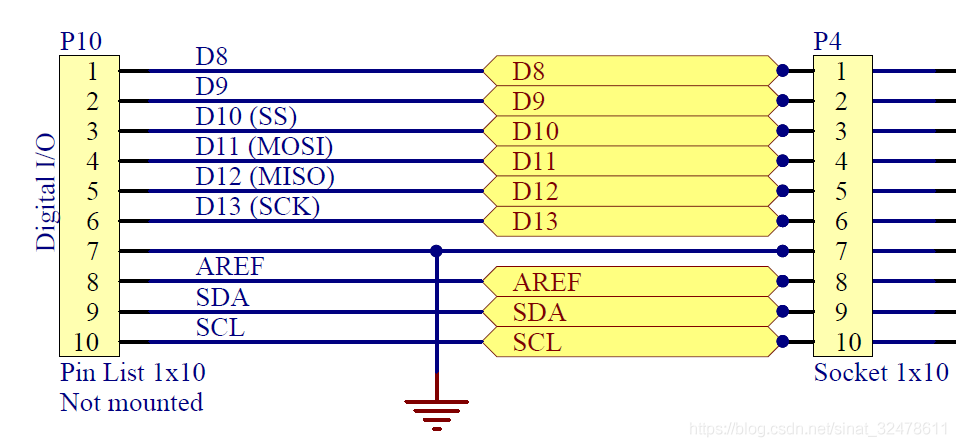 P10
P4
D8
1
D8
1
D9
2
D9
2
D10 (SS)
3
D10
3
D11 (MOSI)
4
D11
4
D12 (MISO)
5
D12
5
D13 (SCK)
6
D13
6
7
7
AREF
8
AREF
8
SDA
9
SDA
9
SCL
10
SCL
10
Digital I/O
Pin List 1x10
Not mounted
Socket 1x10
https://blog.csdn.net/sinat_32478611